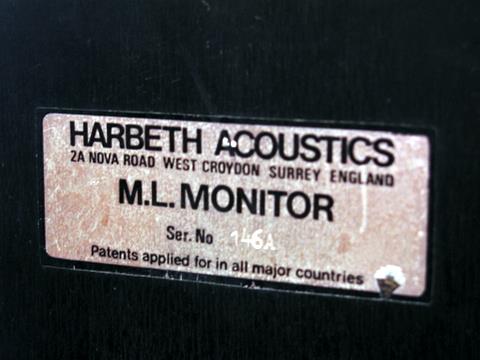 HARBETH ACOUSTICS
2A NOVA ROAD WEST CROYDON SURREY ENGLAND
M.L. MONITOR
Ser. No 146A
Patents applied for in all major countries